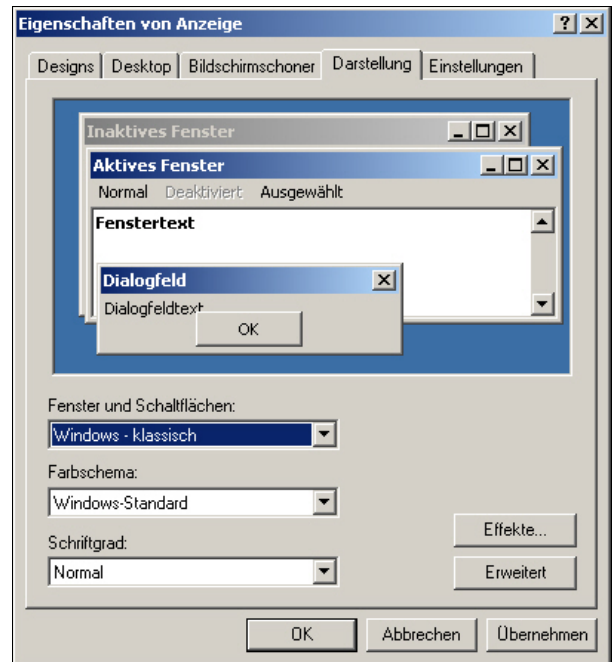 Eigenschaften von Anzeige
Designs Desktop Bildschirmschoner Darstellung Einstellungen
Inaktives Fenster
Aktives Fenster
Normal Deaktiviert Ausgewählt
Fenstertext
Dialogfeld
Dialogfeldtext
OK
Fenster und Schaltflächen:
Windows - klassisch
Farbschema:
Windows-Standard
Effekte...
Schriftgrad:
Normal
Erweitert
OK Abbrechen Übernehmen